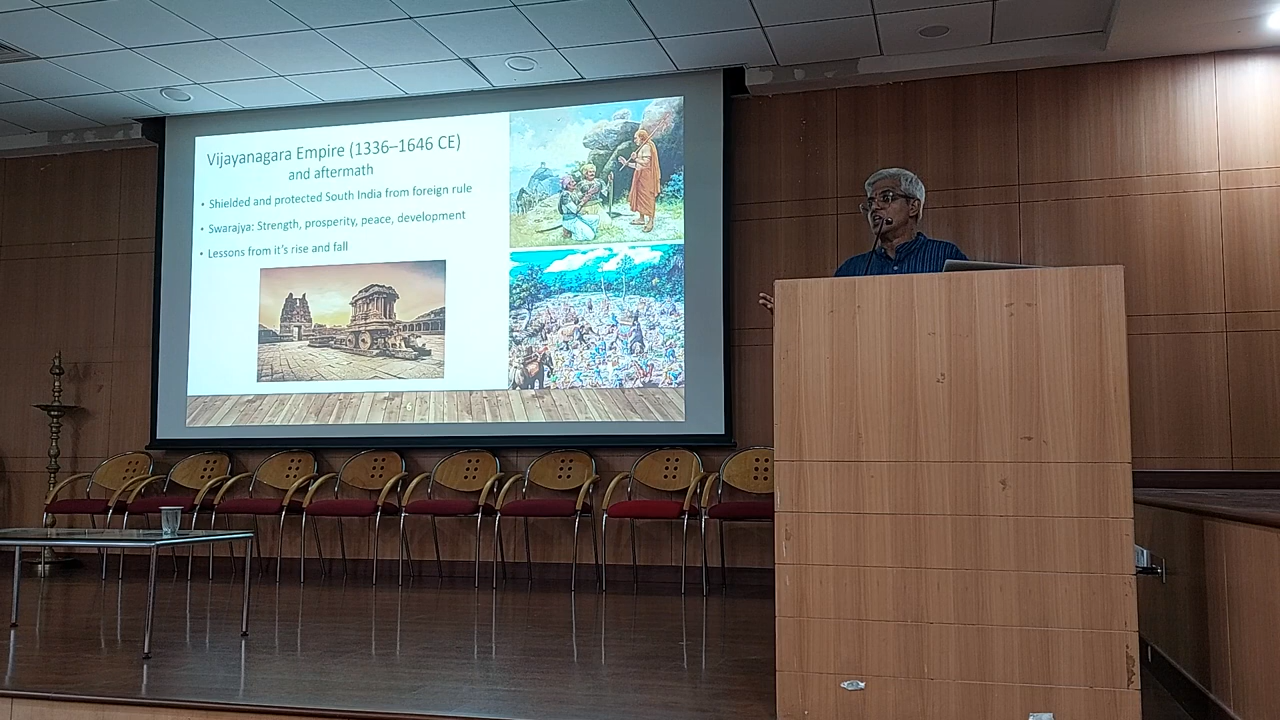 Vijayanagara Empire (1336–1646 CE)
and aftermath
• Shielded and protected South India from foreign rule
• Swarajya: Strength, prosperity, peace, development
• Lessons from it's rise and fall